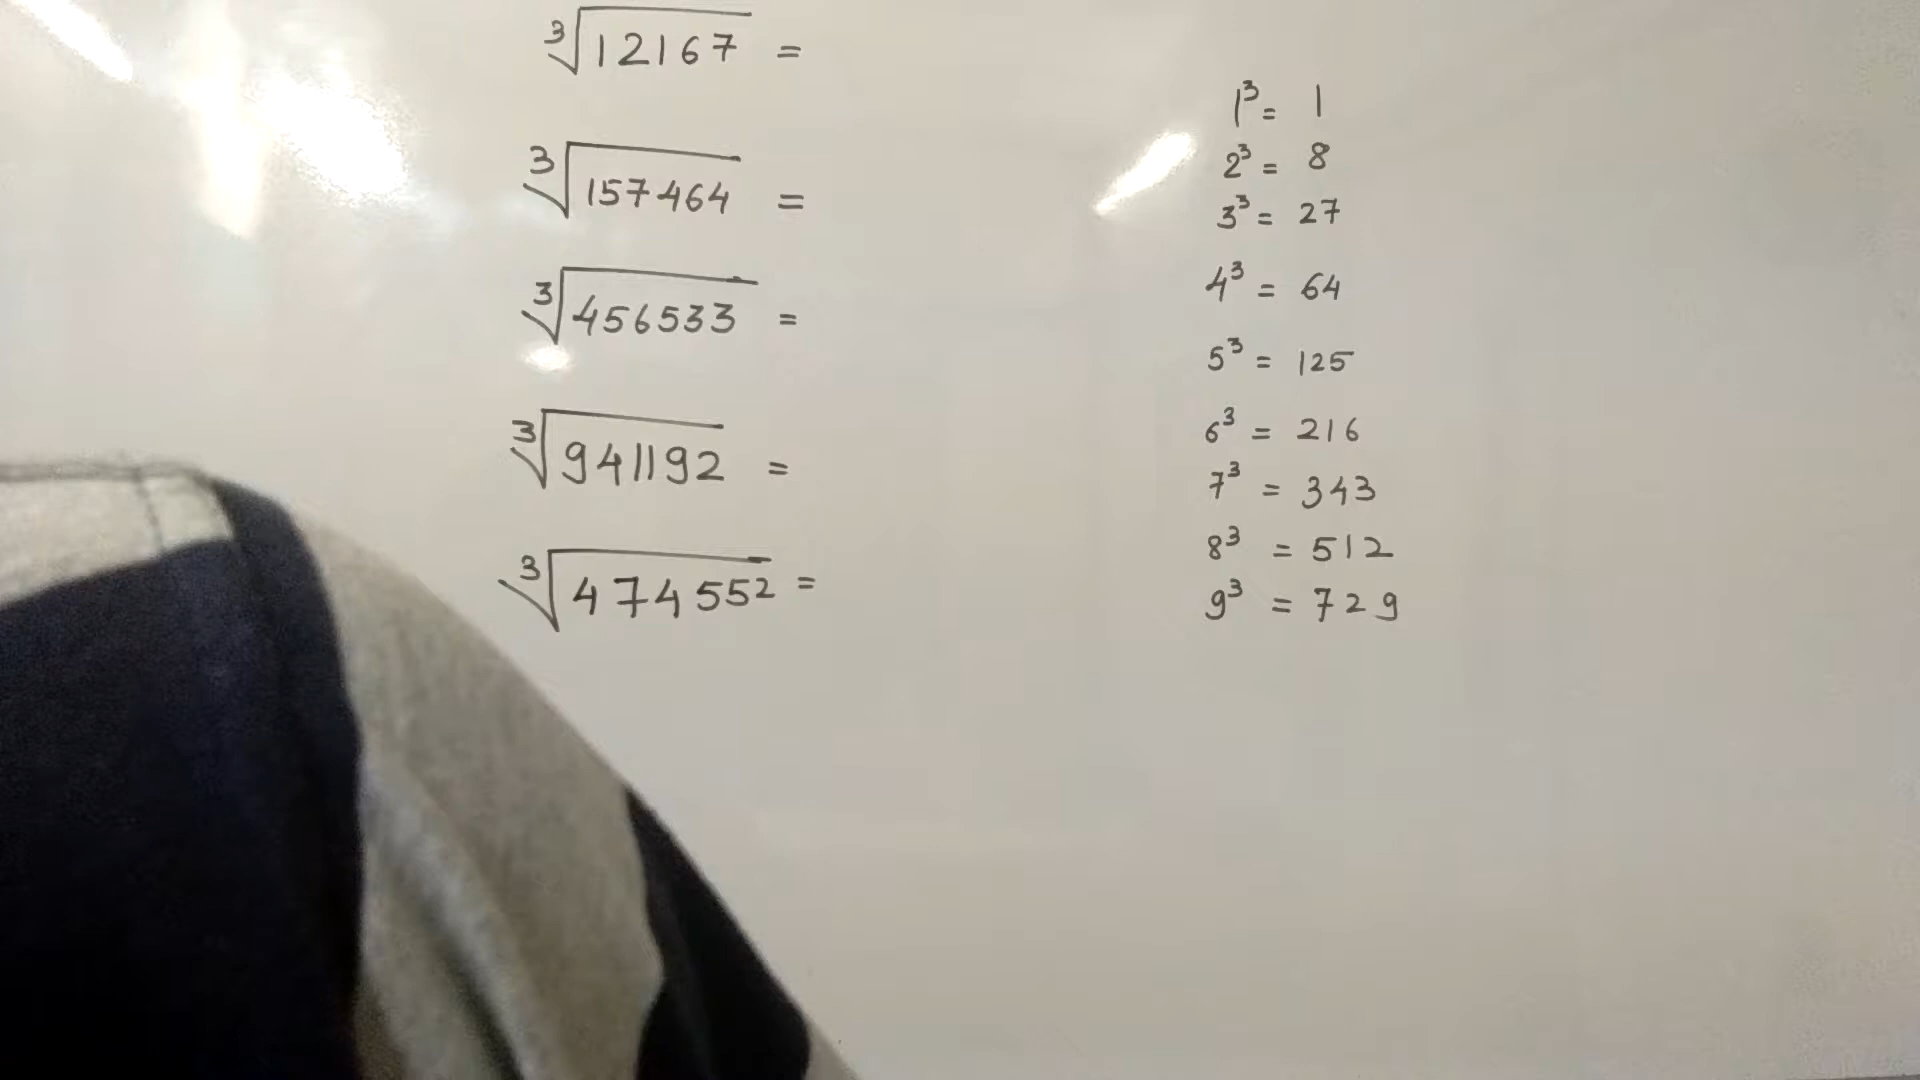 ∛12167 =
∛157464 =
∛456533 =
∛941192 =
∛474552 =
1³ = 1
2³ = 8
3³ = 27
4³ = 64
5³ = 125
6³ = 216
7³ = 343
8³ = 512
9³ = 729